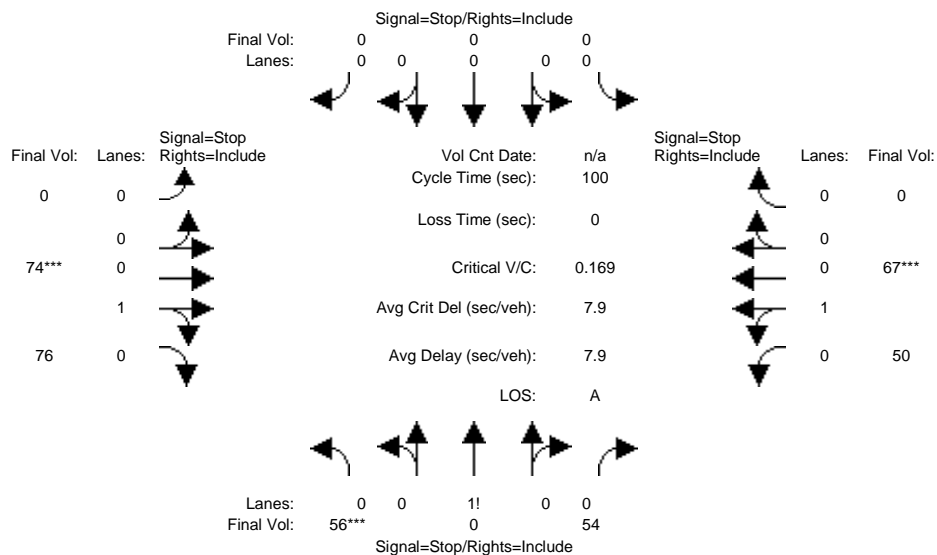 Signal=Stop/Rights=Include
Final Vol: 0 0 0
Lanes: 0 0 0 0 0
Signal=Stop Signal=Stop
Final Vol: Lanes: Rights=Include Vol Cnt Date: n/a Rights=Include Lanes: Final Vol:
Cycle Time (sec): 100
0 0 0 0
Loss Time (sec): 0
0 0
74*** 0 Critical V/C: 0.169 0 67***
1 Avg Crit Del (sec/veh): 7.9 1
76 0 Avg Delay (sec/veh): 7.9 0 50
LOS: A
Lanes: 0 0 1! 0 0
Final Vol: 56*** 0 54
Signal=Stop/Rights=Include